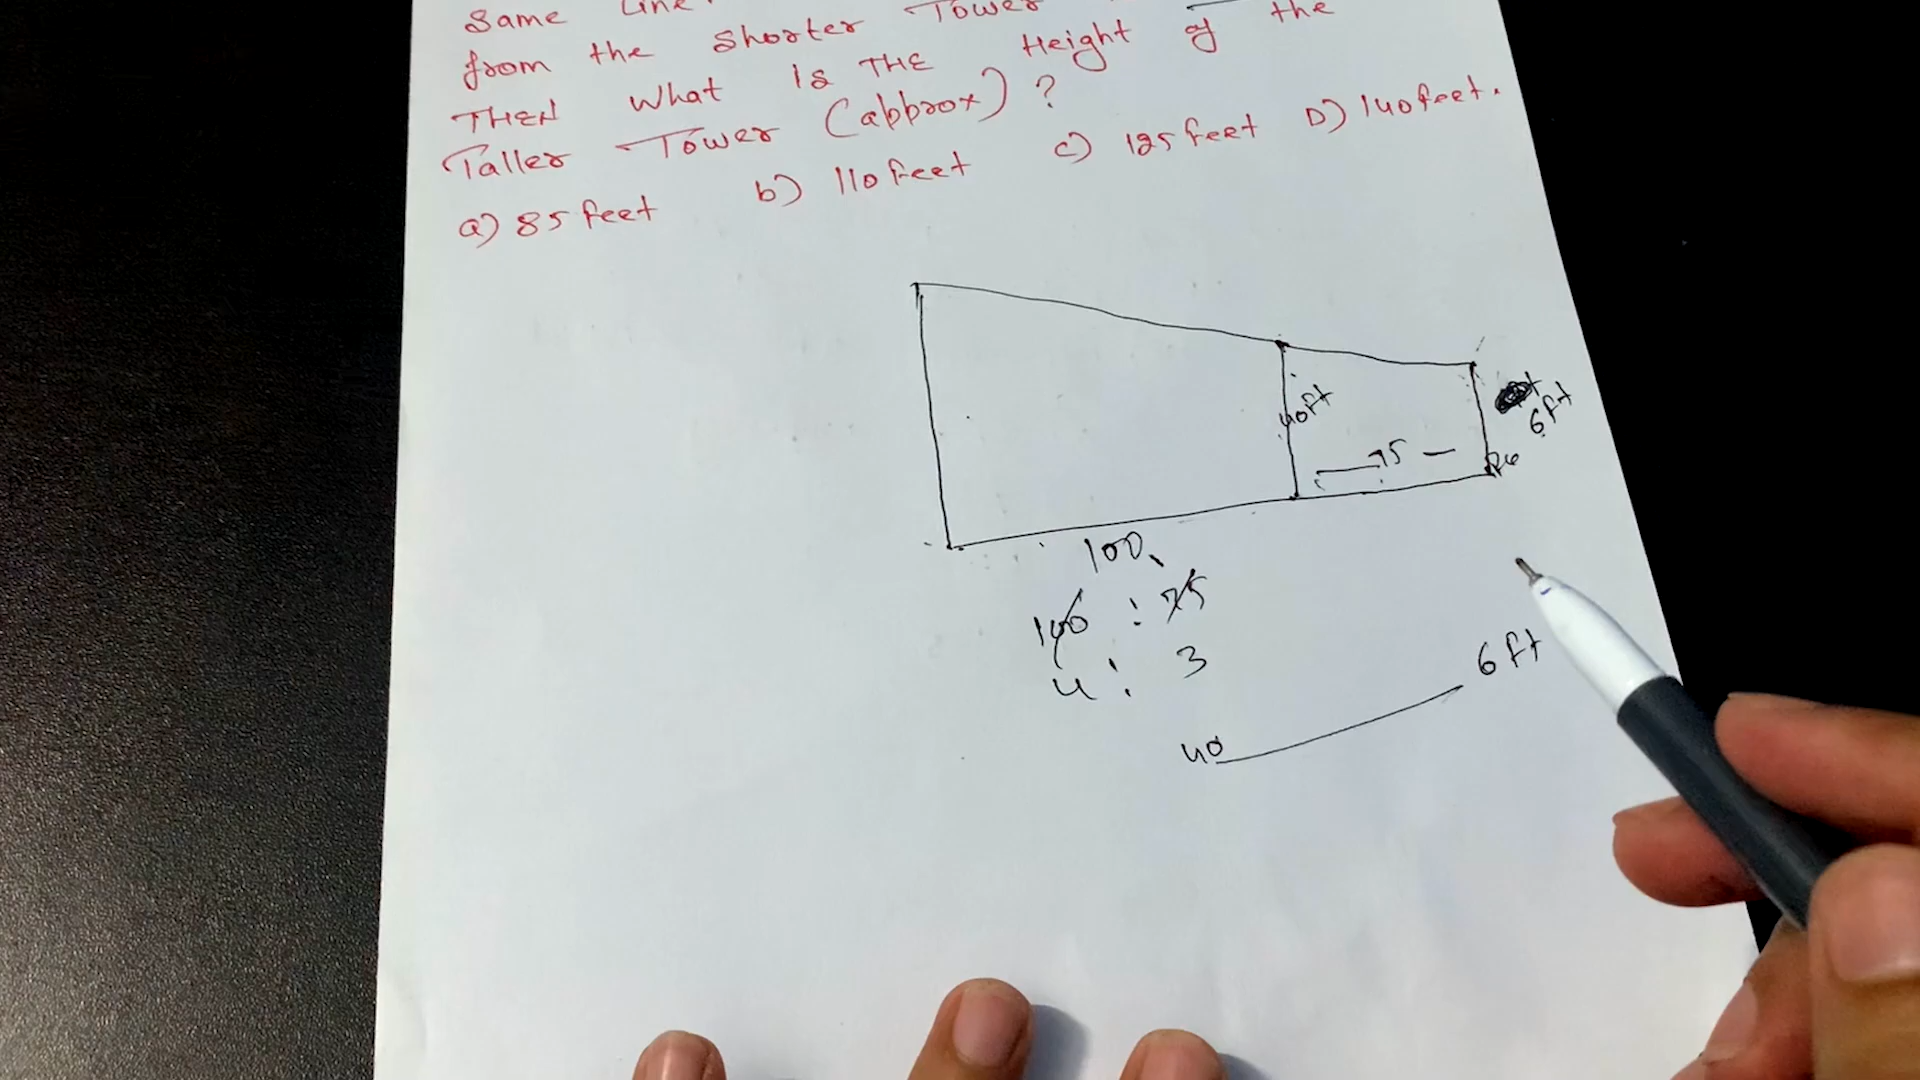 Same Line.
from the Shorter Tower
THEN What Is THE Height of the
Taller Tower (approx) ?
a) 85 feet b) 110 feet c) 125 feet D) 140 feet.
40ft
6ft
75
100
100 : 75
4 : 3
6 ft
40